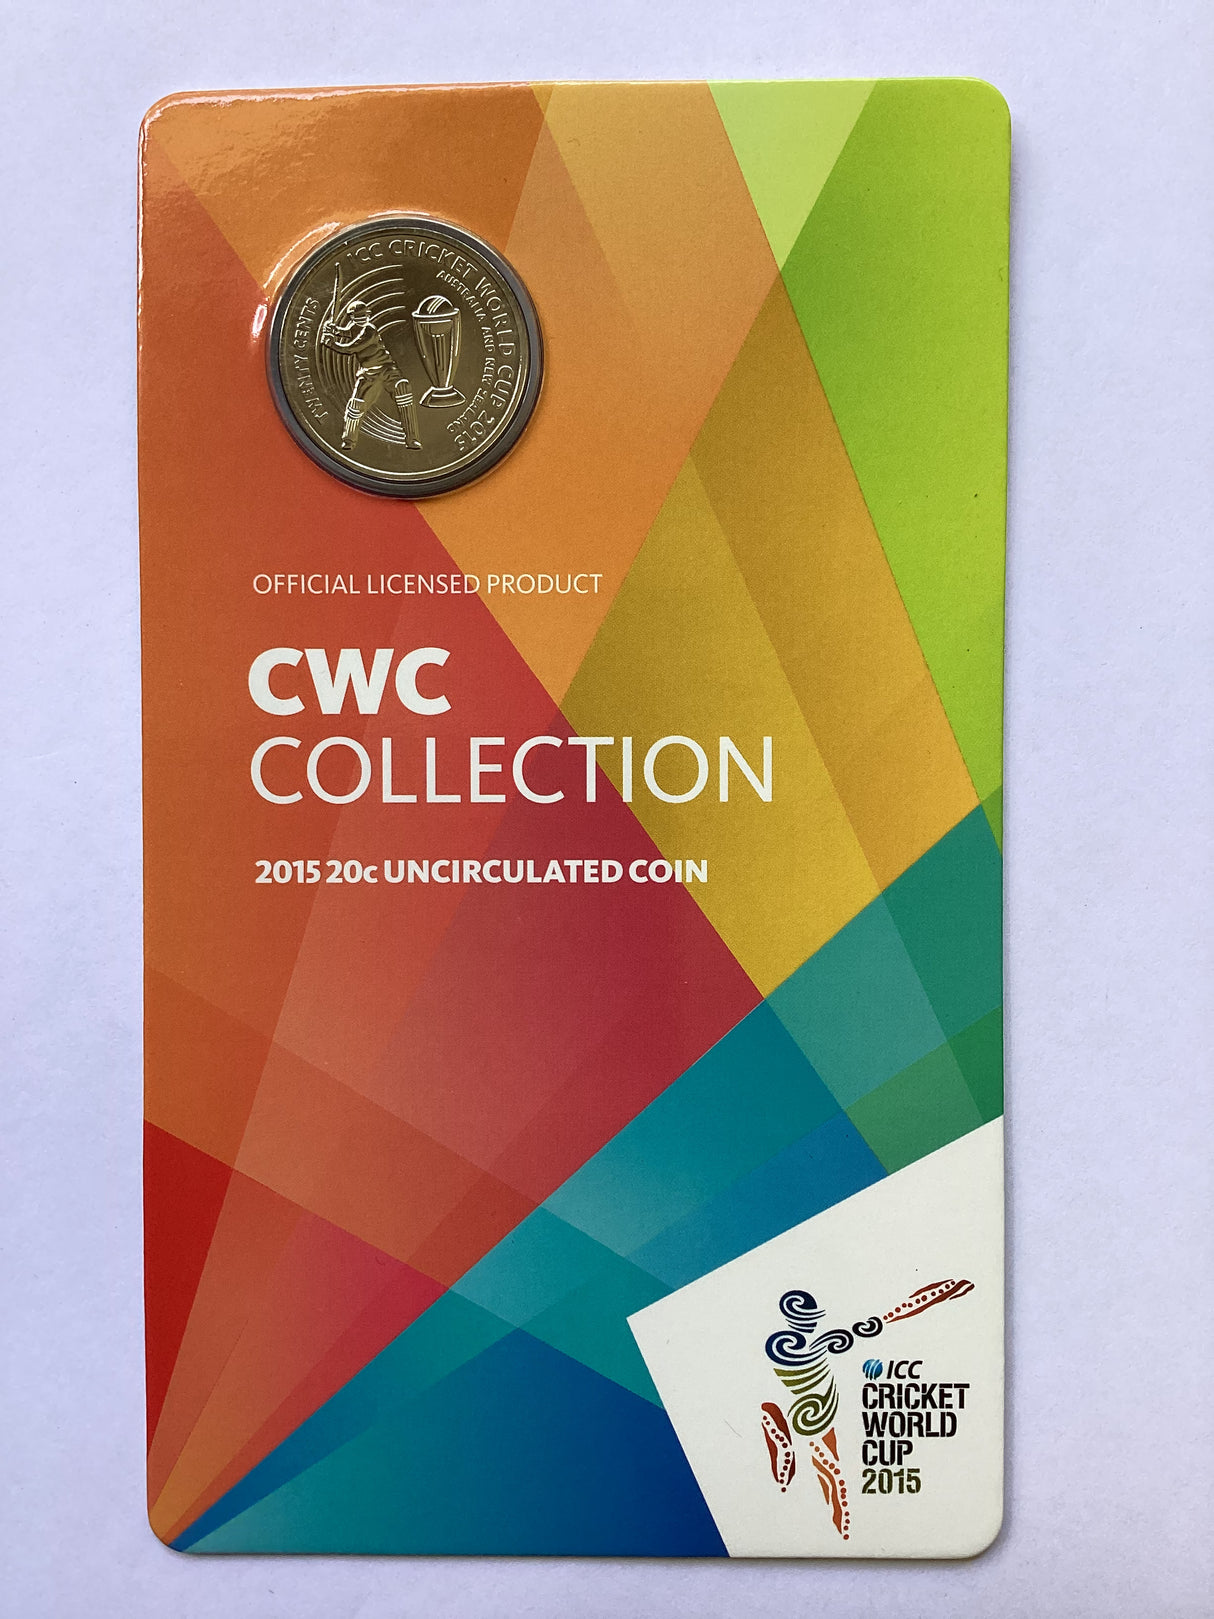 TWENTY CENTS
ICC CRICKET WORLD CUP 2015
AUSTRALIA AND NEW ZEALAND
OFFICIAL LICENSED PRODUCT
CWC
COLLECTION
2015 20c UNCIRCULATED COIN
ICC
CRICKET
WORLD
CUP
2015